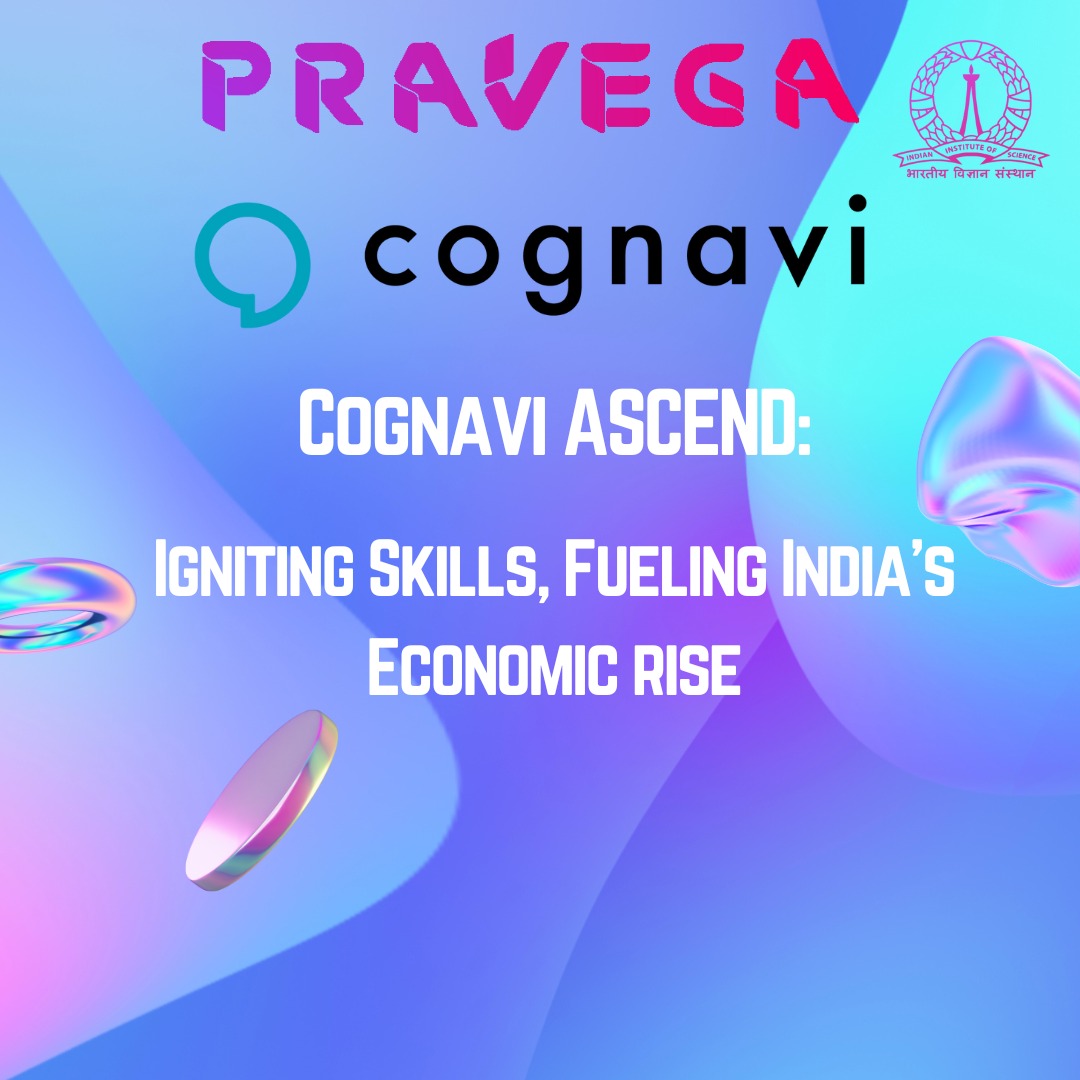 PRAVEGA
INDIAN INSTITUTE OF SCIENCE
भारतीय विज्ञान संस्थान
cognavi
COGNAVI ASCEND:
IGNITING SKILLS, FUELING INDIA'S
ECONOMIC RISE